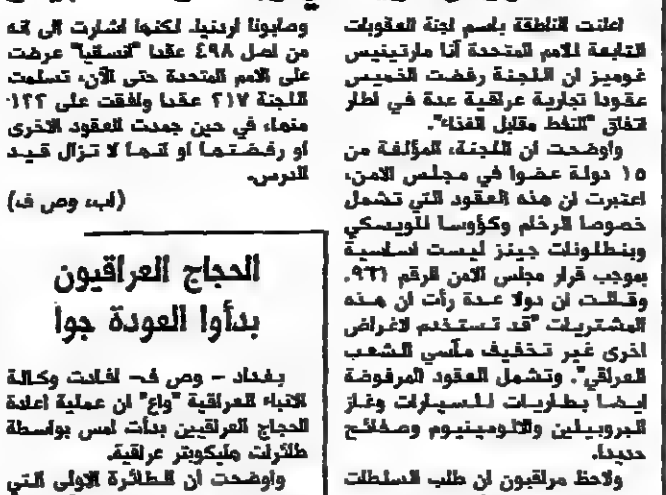 اعلنت الناطقة باسم لجنة العقوبات
التابعة للامم المتحدة آنا مارتينيس
غوميز ان اللجنة رفضت الخميس
عقودا تجارية عراقية عدة في اطار
اتفاق "النفط مقابل الغذاء".
واوضحت ان اللجنة، المؤلفة من
١٥ دولة عضوا في مجلس الامن،
اعتبرت ان هذه العقود التي تشمل
خصوصا الرخام وكؤوسا للويسكي
وبنطلونات جينز ليست اساسية
بموجب قرار مجلس الامن الرقم ٩٨٦.
وقالت ان دولا عدة رأت ان هذه
المشتريات "قد تستخدم لاغراض
اخرى غير تخفيف مآسي الشعب
العراقي". وتشمل العقود المرفوضة
ايضا بطاريات للسيارات وغاز
البروبيلين والالومينيوم وصفائح
حديدا.
ولاحظ مراقبون ان طلب السلطات
وصابونا اردنيا. لكنها اشارت الى انه
من اصل ٤٩٨ عقدا "انسقيا" عرضت
على الامم المتحدة حتى الآن، تسلمت
اللجنة ٢١٧ عقدا وافقت على ١٢٢
منها، في حين جمدت العقود الاخرى
او رفضتها او انها لا تزال قيد
الدرس.
(اب، وص ف)
الحجاج العراقيون
بدأوا العودة جوا
بغداد – وص ف– افادت وكالة
الانباء العراقية "واع" ان عملية اعادة
الحجاج العراقيين بدأت امس بواسطة
طائرات هليكوبتر عراقية.
واوضحت ان الطائرة الاولى التي